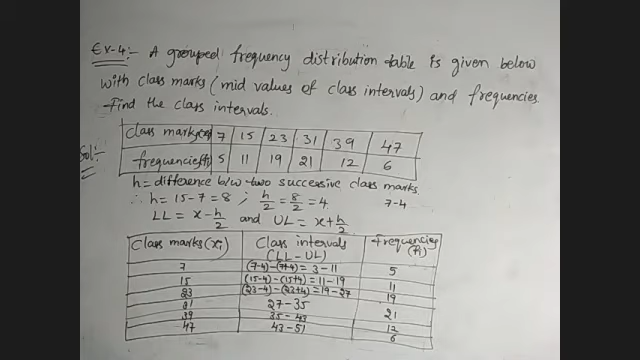 Ex-4:- A grouped frequency distribution table is given below
with class marks (mid values of class intervals) and frequencies.
Find the class intervals.
Sol:-
class marks(xi) 7 15 23 31 39 47
frequencies(fi) 5 11 19 21 12 6
h = difference b/w two successive class marks.
∴ h = 15-7 = 8 ; h/2 = 8/2 = 4. 7-4
LL = x - h/2 and UL = x + h/2
Class marks (xi) Class intervals (LL - UL) Frequencies (fi)
7 (7-4) - (7+4) = 3 - 11 5
15 (15-4) - (15+4) = 11 - 19 11
23 (23-4) - (23+4) = 19 - 27 19
31 27 - 35 21
39 35 - 43 12
47 43 - 51 6